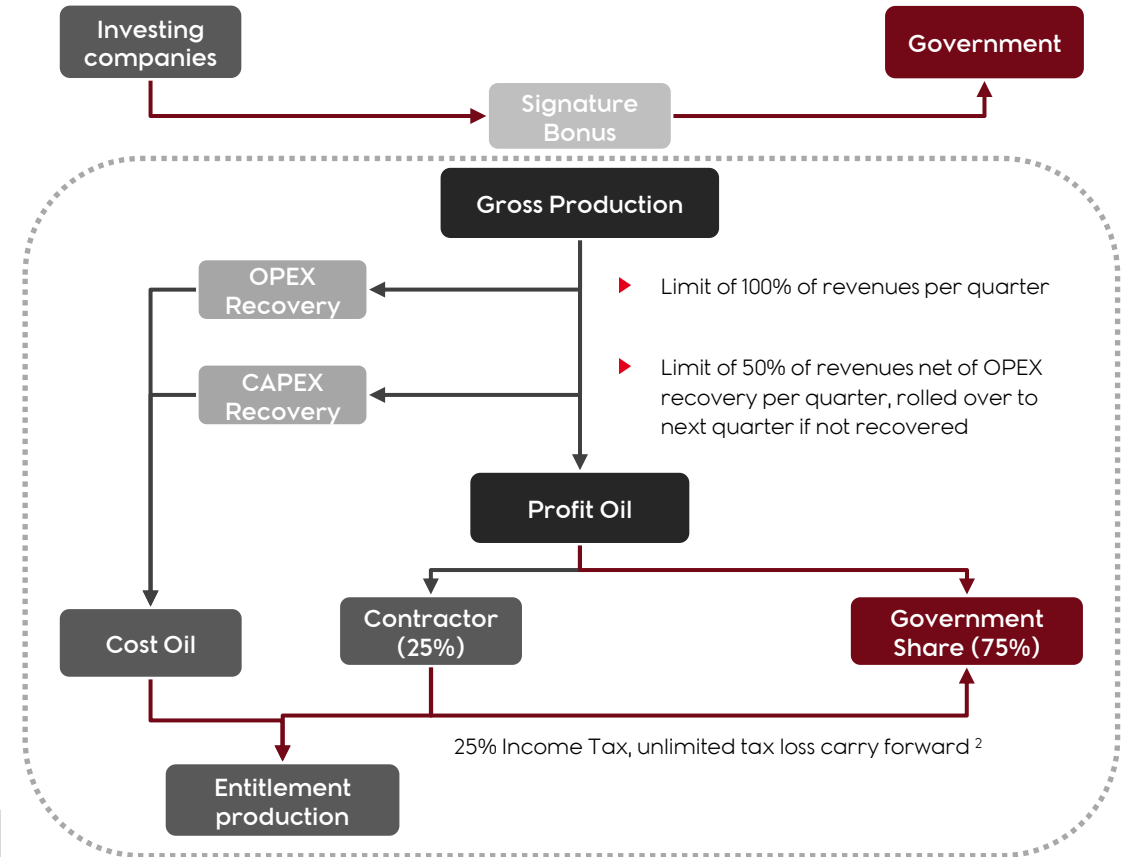 Investing
companies
Government
Signature
Bonus
Gross Production
OPEX
Recovery
Limit of 100% of revenues per quarter
CAPEX
Recovery
Limit of 50% of revenues net of OPEX
recovery per quarter, rolled over to
next quarter if not recovered
Profit Oil
Cost Oil
Contractor
(25%)
Government
Share (75%)
25% Income Tax, unlimited tax loss carry forward ²
Entitlement
production